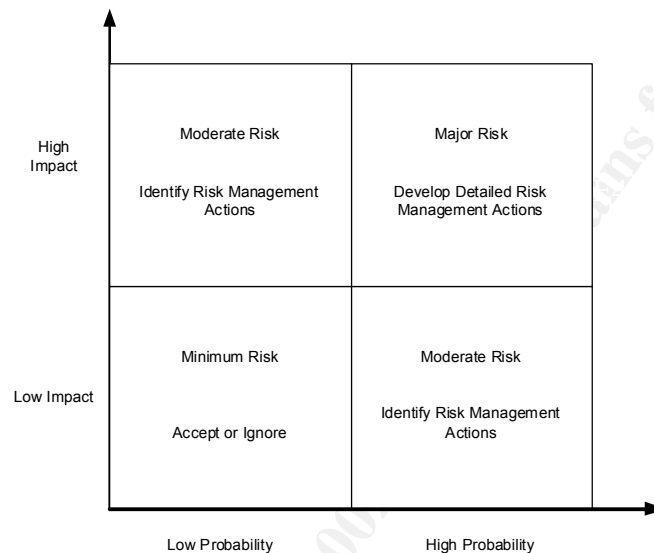 Moderate Risk
Major Risk
High
Impact
Identify Risk Management
Actions
Develop Detailed Risk
Management Actions
Minimum Risk
Moderate Risk
Low Impact
Accept or Ignore
Identify Risk Management
Actions
Low Probability
High Probability